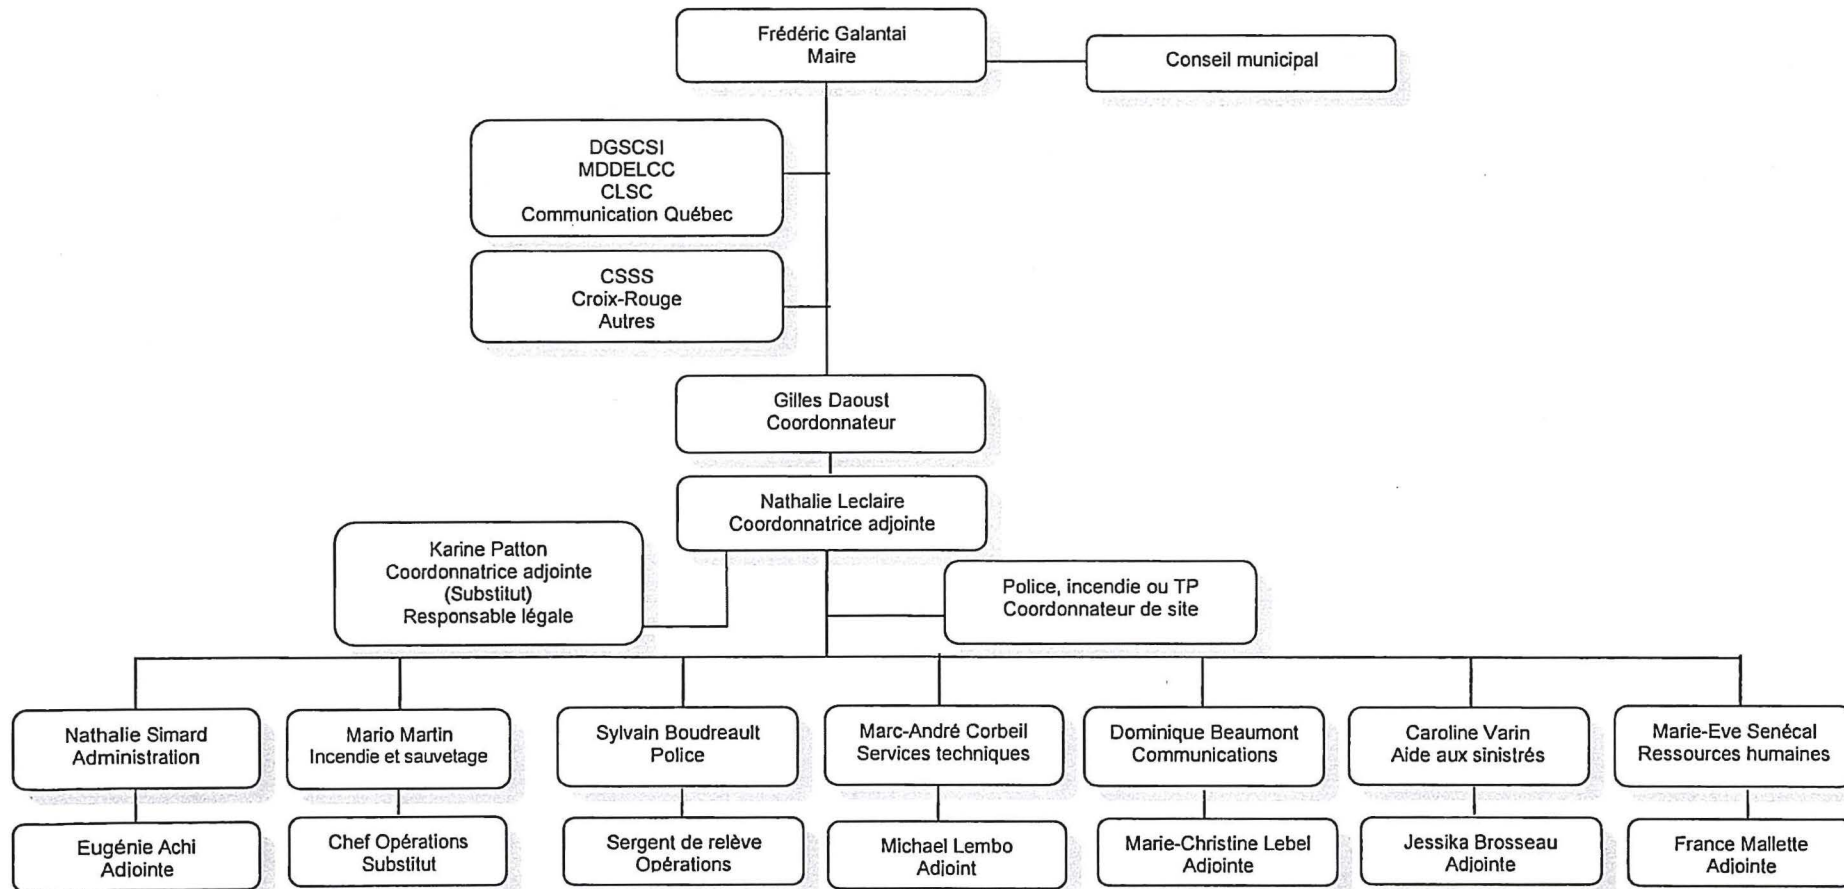 Frédéric Galantai
Maire
Conseil municipal
DGSCSI
MDDELCC
CLSC
Communication Québec
CSSS
Croix-Rouge
Autres
Gilles Daoust
Coordonnateur
Nathalie Leclaire
Coordonnatrice adjointe
Karine Patton
Coordonnatrice adjointe
(Substitut)
Responsable légale
Police, incendie ou TP
Coordonnateur de site
Nathalie Simard
Administration
Mario Martin
Incendie et sauvetage
Sylvain Boudreault
Police
Marc-André Corbeil
Services techniques
Dominique Beaumont
Communications
Caroline Varin
Aide aux sinistrés
Marie-Eve Senécal
Ressources humaines
Eugénie Achi
Adjointe
Chef Opérations
Substitut
Sergent de relève
Opérations
Michael Lembo
Adjoint
Marie-Christine Lebel
Adjointe
Jessika Brosseau
Adjointe
France Mallette
Adjointe